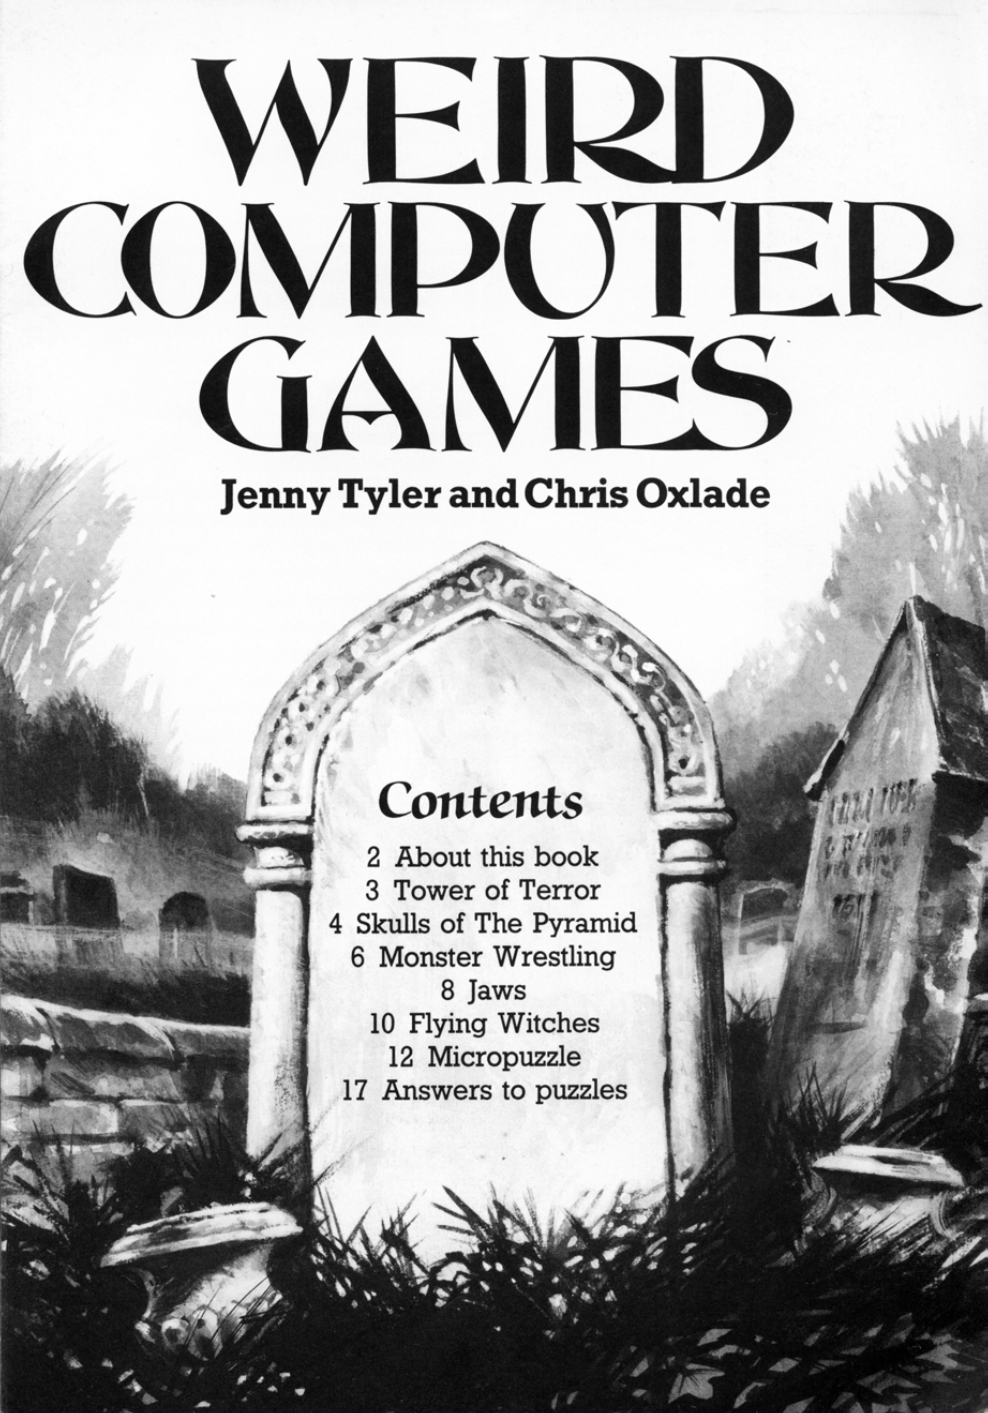 WEIRD
COMPUTER
GAMES
Jenny Tyler and Chris Oxlade
Contents
2 About this book
3 Tower of Terror
4 Skulls of The Pyramid
6 Monster Wrestling
8 Jaws
10 Flying Witches
12 Micropuzzle
17 Answers to puzzles